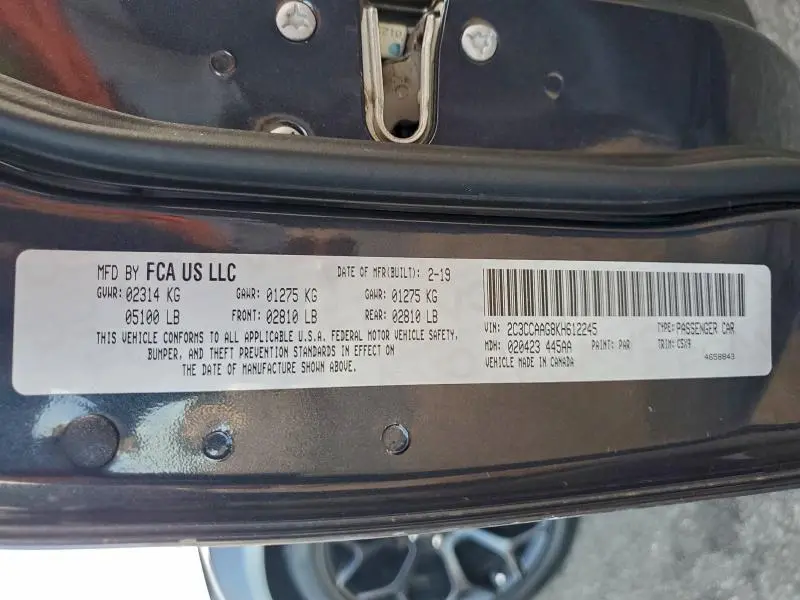 MFD BY FCA US LLC
DATE OF MFR(BUILT): 2-19
GVWR: 02314 KG GAWR: 01275 KG GAWR: 01275 KG
05100 LB FRONT: 02810 LB REAR: 02810 LB
THIS VEHICLE CONFORMS TO ALL APPLICABLE U.S.A. FEDERAL MOTOR VEHICLE SAFETY,
BUMPER, AND THEFT PREVENTION STANDARDS IN EFFECT ON
THE DATE OF MANUFACTURE SHOWN ABOVE.
VIN: 2C3CCAAG8KH612245 TYPE: PASSENGER CAR
MDH: 020423 445AA PAINT: PAR TRIM: C5X9
VEHICLE MADE IN CANADA 4658843